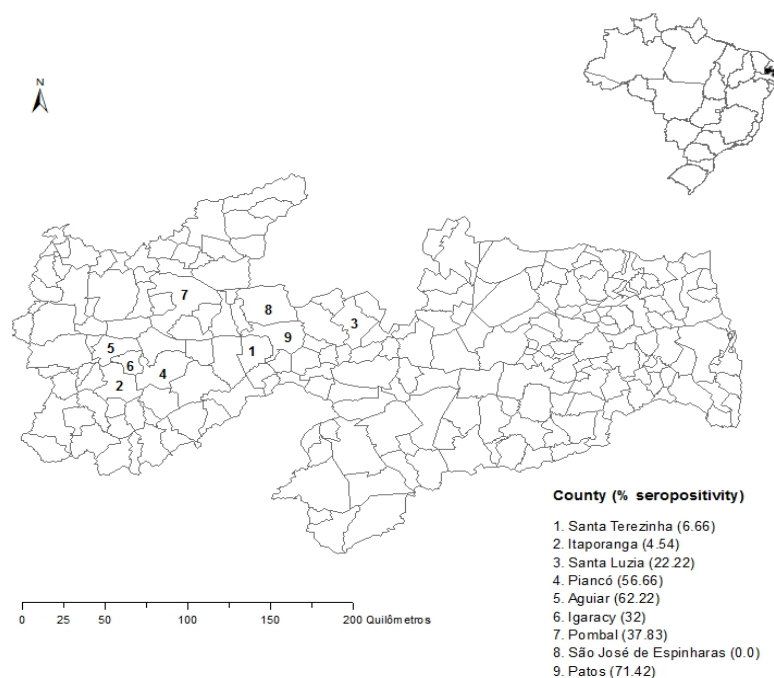 N
7
8
3
9
5
1
6
4
2
County (% seropositivity)
1. Santa Terezinha (6.66)
2. Itaporanga (4.54)
3. Santa Luzia (22.22)
4. Piancó (56.66)
5. Aguiar (62.22)
6. Igaracy (32)
7. Pombal (37.83)
8. São José de Espinharas (0.0)
9. Patos (71.42)
0 25 50 100 150 200 Quilômetros